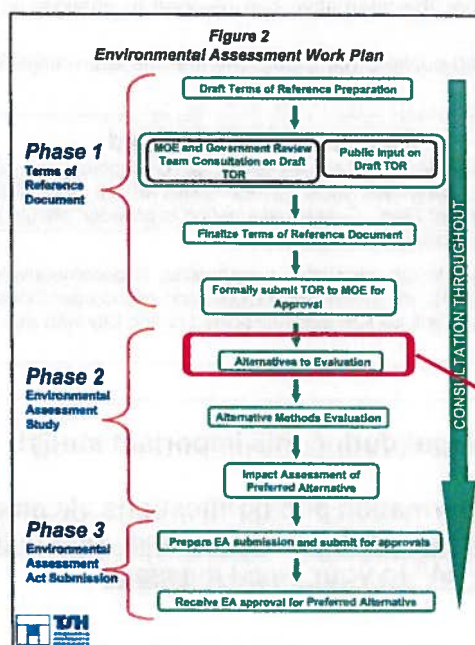 Figure 2
Environmental Assessment Work Plan
Draft Terms of Reference Preparation
Phase 1
Terms of
Reference
Document
MOE and Government Review
Team Consultation on Draft
TOR
Public Input on
Draft TOR
Finalize Terms of Reference Document
Formally submit TOR to MOE for
Approval
Phase 2
Environmental
Assessment
Study
Alternatives to Evaluation
Alternative Methods Evaluation
Impact Assessment of
Preferred Alternative
Phase 3
Environmental
Assessment
Act Submission
Prepare EA submission and submit for approvals
Receive EA approval for Preferred Alternative
CONSULTATION THROUGHOUT
TSH